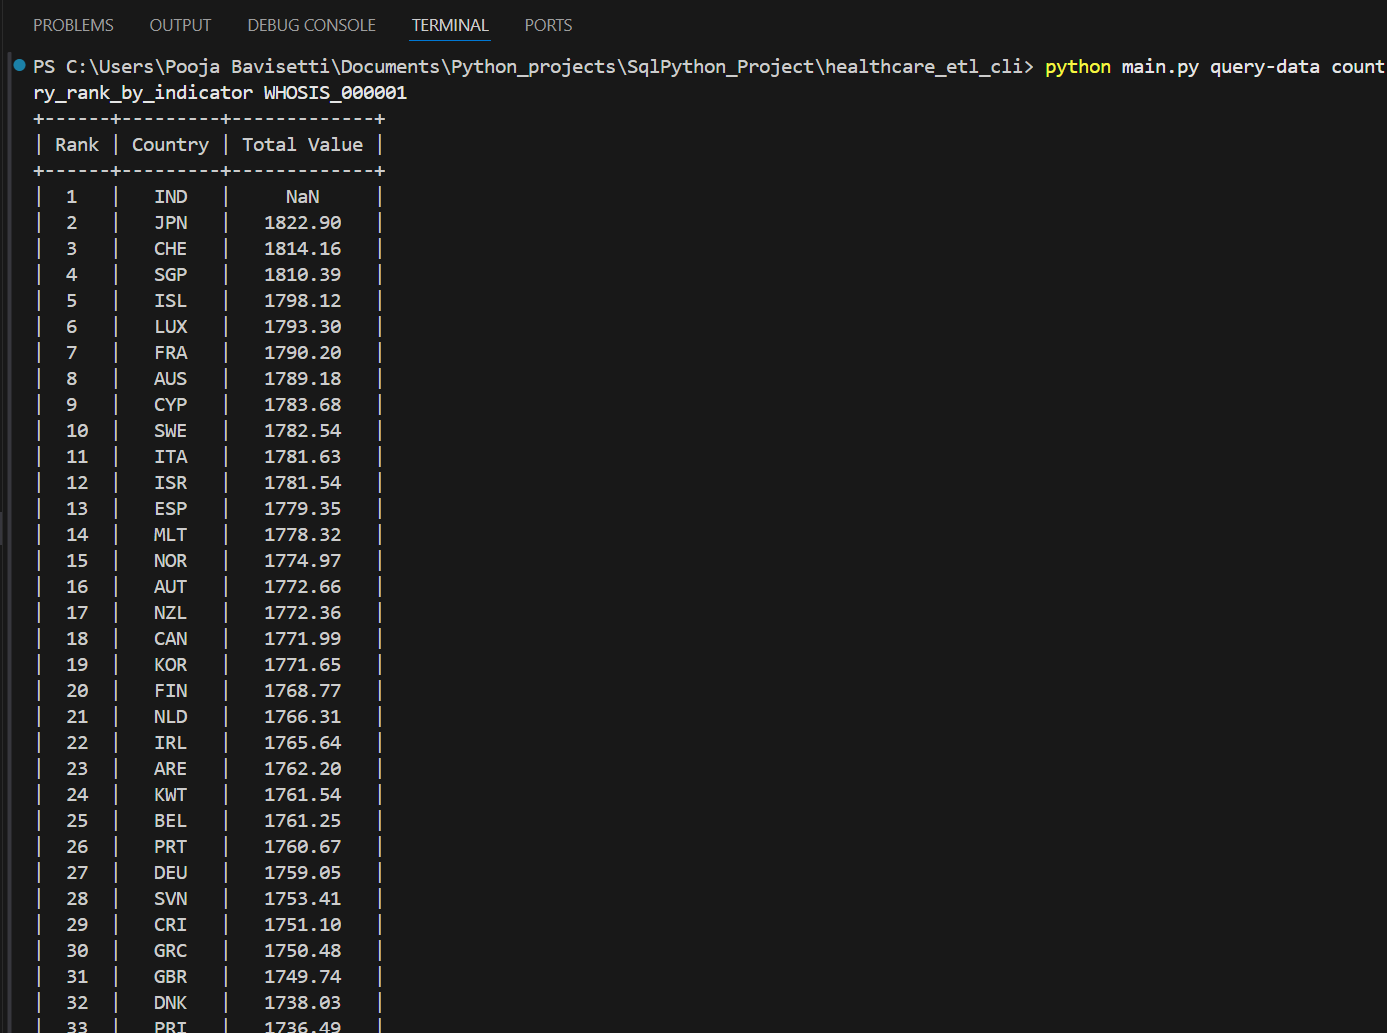 PROBLEMS OUTPUT DEBUG CONSOLE TERMINAL PORTS
PS C:\Users\Pooja Bavisetti\Documents\Python_projects\SqlPython_Project\healthcare_etl_cli> python main.py query-data count
ry_rank_by_indicator WHOSIS_000001
+------+---------+-------------+
| Rank | Country | Total Value |
+------+---------+-------------+
| 1 | IND | NaN |
| 2 | JPN | 1822.90 |
| 3 | CHE | 1814.16 |
| 4 | SGP | 1810.39 |
| 5 | ISL | 1798.12 |
| 6 | LUX | 1793.30 |
| 7 | FRA | 1790.20 |
| 8 | AUS | 1789.18 |
| 9 | CYP | 1783.68 |
| 10 | SWE | 1782.54 |
| 11 | ITA | 1781.63 |
| 12 | ISR | 1781.54 |
| 13 | ESP | 1779.35 |
| 14 | MLT | 1778.32 |
| 15 | NOR | 1774.97 |
| 16 | AUT | 1772.66 |
| 17 | NZL | 1772.36 |
| 18 | CAN | 1771.99 |
| 19 | KOR | 1771.65 |
| 20 | FIN | 1768.77 |
| 21 | NLD | 1766.31 |
| 22 | IRL | 1765.64 |
| 23 | ARE | 1762.20 |
| 24 | KWT | 1761.54 |
| 25 | BEL | 1761.25 |
| 26 | PRT | 1760.67 |
| 27 | DEU | 1759.05 |
| 28 | SVN | 1753.41 |
| 29 | CRI | 1751.10 |
| 30 | GRC | 1750.48 |
| 31 | GBR | 1749.74 |
| 32 | DNK | 1738.03 |
| 33 | PRI | 1736.49 |